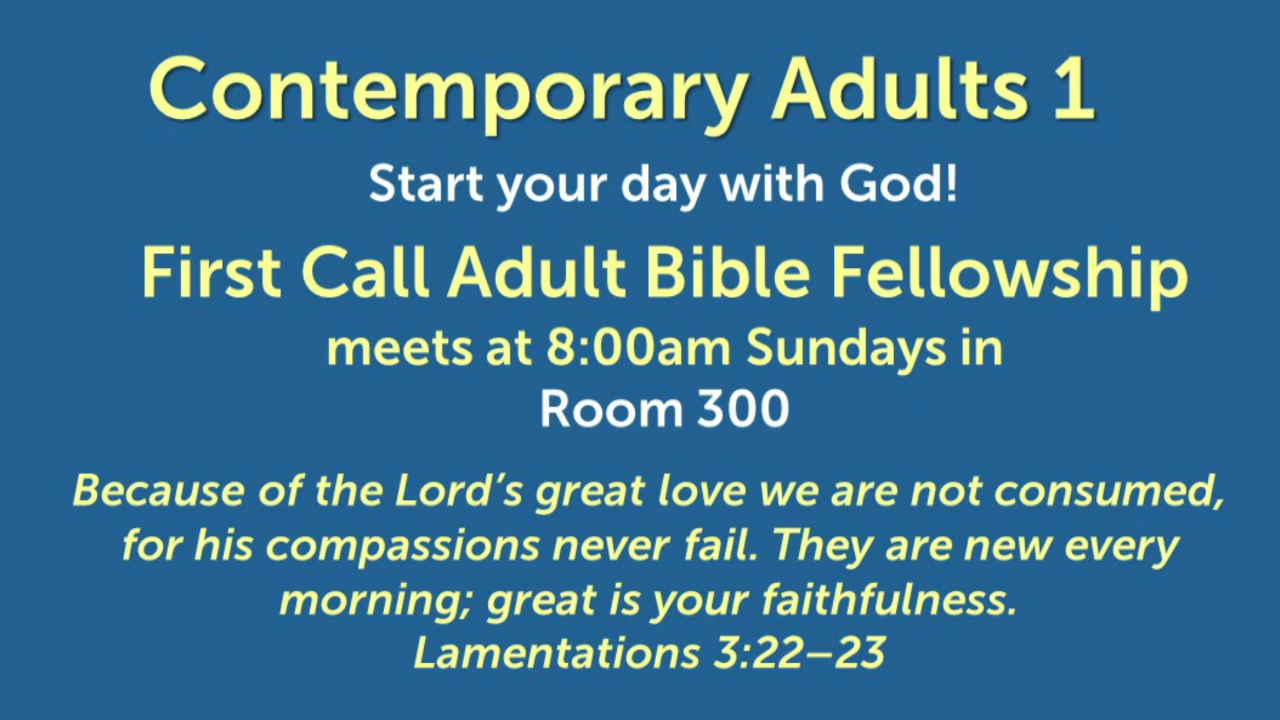 Contemporary Adults 1
Start your day with God!
First Call Adult Bible Fellowship
meets at 8:00am Sundays in
Room 300
Because of the Lord’s great love we are not consumed,
for his compassions never fail. They are new every
morning; great is your faithfulness.
Lamentations 3:22–23